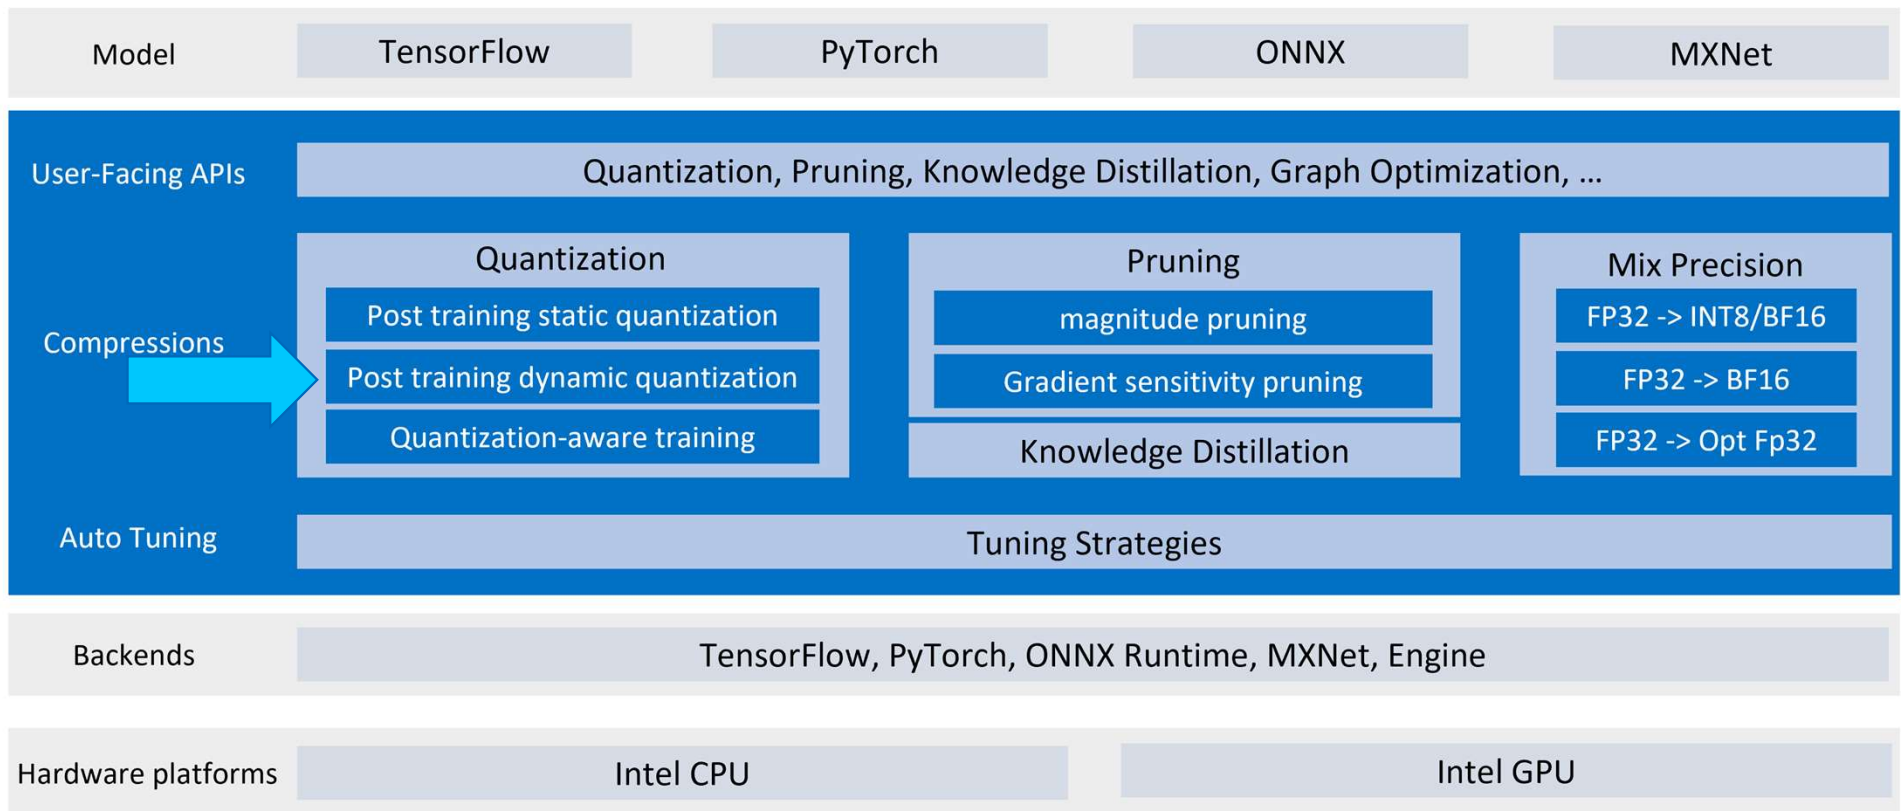 Model
TensorFlow
PyTorch
ONNX
MXNet
User-Facing APIs
Quantization, Pruning, Knowledge Distillation, Graph Optimization, ...
Compressions
Quantization
Post training static quantization
Post training dynamic quantization
Quantization-aware training
Pruning
magnitude pruning
Gradient sensitivity pruning
Knowledge Distillation
Mix Precision
FP32 -> INT8/BF16
FP32 -> BF16
FP32 -> Opt Fp32
Auto Tuning
Tuning Strategies
Backends
TensorFlow, PyTorch, ONNX Runtime, MXNet, Engine
Hardware platforms
Intel CPU
Intel GPU